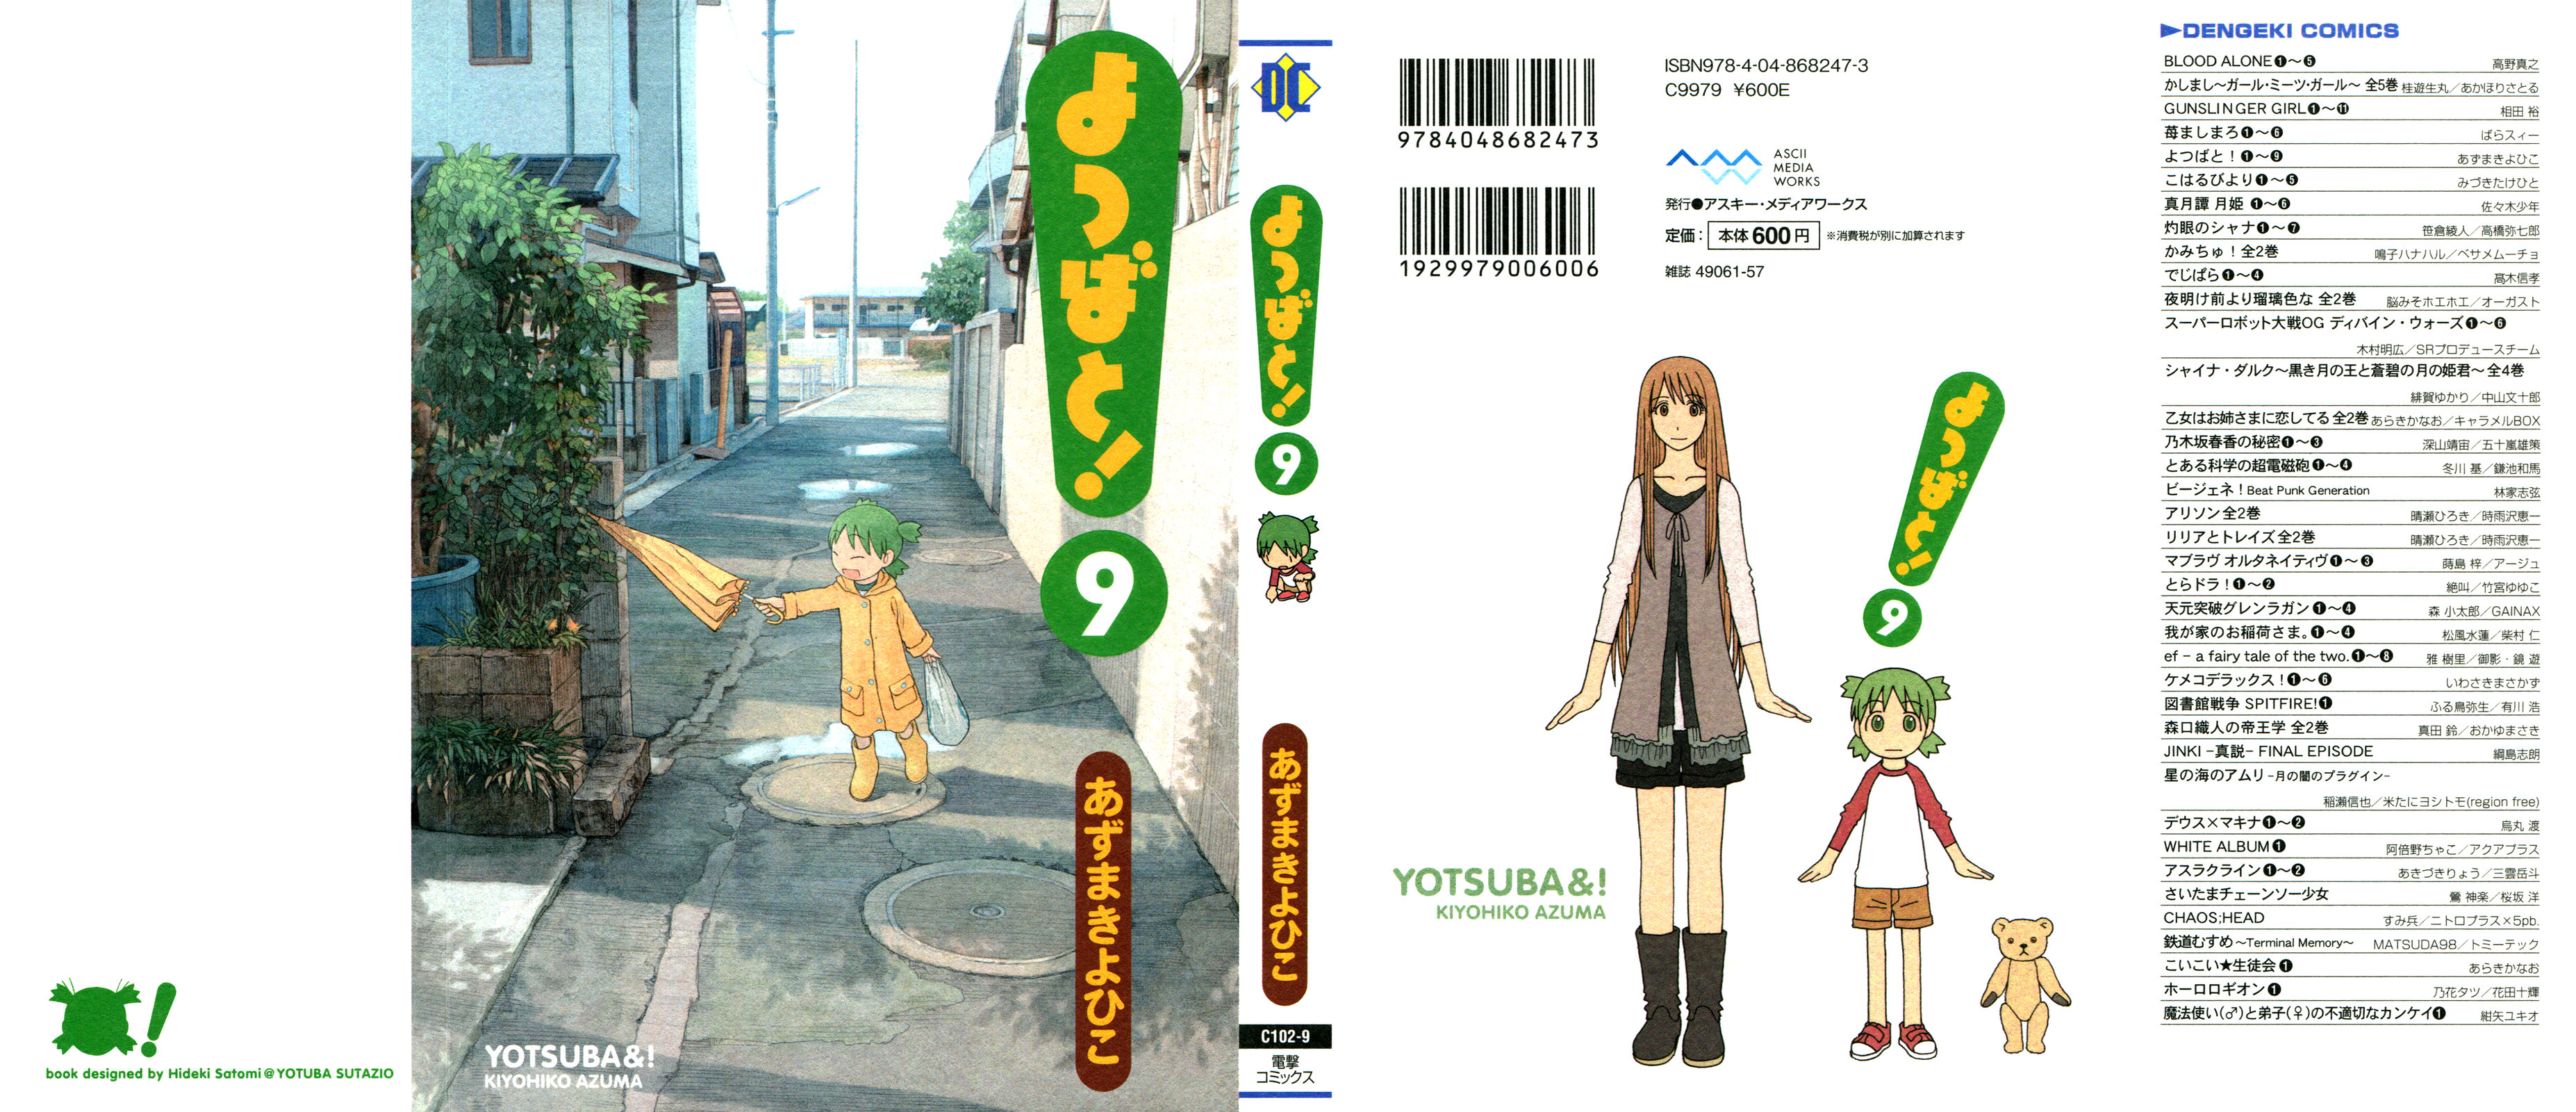 book designed by Hideki Satomi@YOTUBA SUTAZIO
よつばと!
9
あずまきよひこ
YOTSUBA&!
KIYOHIKO AZUMA
DC
よつばと!
9
あずまきよひこ
C102-9
電撃
コミックス
9784048682473
1929979006006
ISBN978-4-04-868247-3
C9979 ¥600E
ASCII
MEDIA
WORKS
発行●アスキー・メディアワークス
定価: 本体600円 ※消費税が別に加算されます
雑誌 49061-57
よつばと!
9
YOTSUBA&!
KIYOHIKO AZUMA
▶DENGEKI COMICS
BLOOD ALONE❶〜❺ 高野真之
かしまし〜ガール・ミーツ・ガール〜 全5巻 桂遊生丸／あかほりさとる
GUNSLINGER GIRL❶〜⓫ 相田 裕
苺ましまろ❶〜❻ ばらスィー
よつばと!❶〜❾ あずまきよひこ
こはるびより❶〜❺ みづきたけひと
真月譚 月姫 ❶〜❻ 佐々木少年
灼眼のシャナ❶〜❼ 笹倉綾人／高橋弥七郎
かみちゅ!全2巻 鳴子ハナハル／ベサメムーチョ
でじぱら❶〜❹ 高木信孝
夜明け前より瑠璃色な 全2巻 脳みそホエホエ／オーガスト
スーパーロボット大戦OG ディバイン・ウォーズ❶〜❻
木村明広／SRプロデュースチーム
シャイナ・ダルク〜黒き月の王と蒼碧の月の姫君〜 全4巻
緋賀ゆかり／中山文十郎
乙女はお姉さまに恋してる 全2巻 あらきかなお／キャラメルBOX
乃木坂春香の秘密❶〜❸ 深山靖宙／五十嵐雄策
とある科学の超電磁砲❶〜❹ 冬川 基／鎌池和馬
ビージェネ!Beat Punk Generation 林家志弦
アリソン全2巻 晴瀬ひろき／時雨沢恵一
リリアとトレイズ全2巻 晴瀬ひろき／時雨沢恵一
マブラヴ オルタネイティヴ❶〜❸ 蒔島 梓／アージュ
とらドラ!❶〜❷ 絶叫／竹宮ゆゆこ
天元突破グレンラガン❶〜❹ 森 小太郎／GAINAX
我が家のお稲荷さま。❶〜❹ 松風水蓮／柴村 仁
ef - a fairy tale of the two.❶〜❽ 雅 樹里／御影・鏡 遊
ケメコデラックス!❶〜❻ いわさきまさかず
図書館戦争 SPITFIRE!❶ ふる鳥弥生／有川 浩
森口織人の帝王学 全2巻 真田 鈴／おかゆまさき
JINKI -真説- FINAL EPISODE 綱島志朗
星の海のアムリ -月の闇のプラグイン-
稲瀬信也／米たにヨシトモ(region free)
デウス×マキナ❶〜❷ 烏丸 渡
WHITE ALBUM❶ 阿倍野ちゃこ／アクアプラス
アスラクライン❶〜❷ あきづきりょう／三雲岳斗
さいたまチェーンソー少女 鶯 神楽／桜坂 洋
CHAOS;HEAD すみ兵／ニトロプラス×5pb.
鉄道むすめ〜Terminal Memory〜 MATSUDA98／トミーテック
こいこい★生徒会❶ あらきかなお
ホーロロギオン❶ 乃花タツ／花田十輝
魔法使い(♂)と弟子(♀)の不適切なカンケイ❶ 紺矢ユキオ